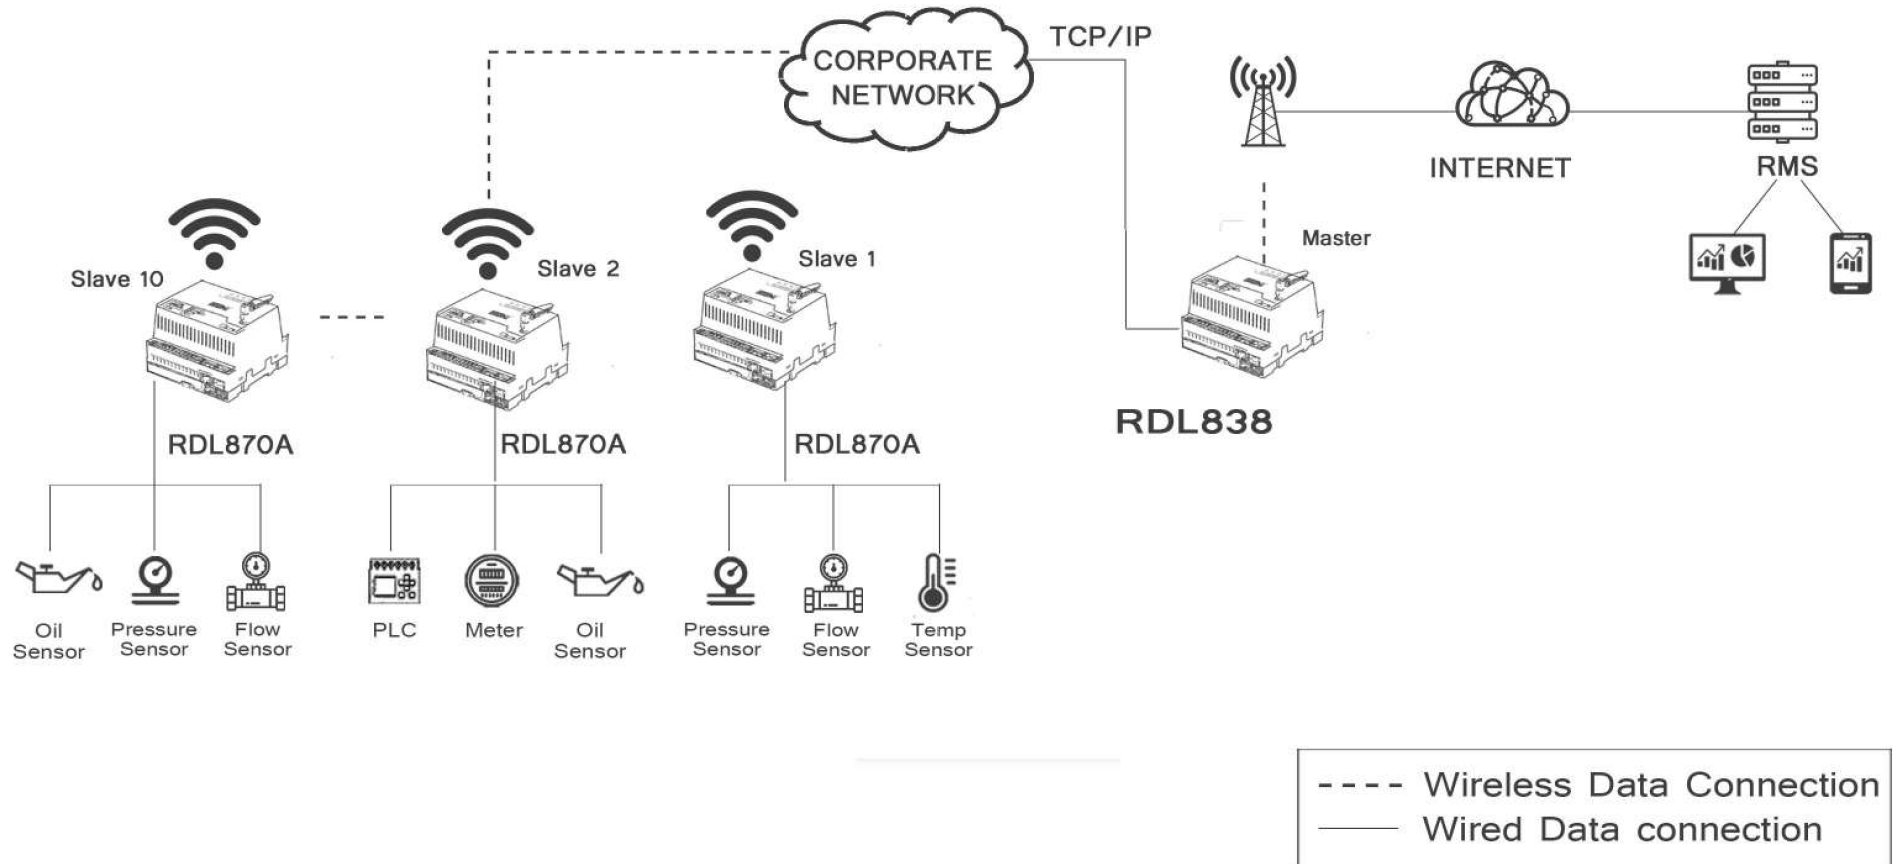 CORPORATE
NETWORK
TCP/IP
INTERNET
RMS
Slave 10
Slave 2
Slave 1
Master
RDL870A
RDL870A
RDL870A
RDL838
Oil
Sensor
Pressure
Sensor
Flow
Sensor
PLC
Meter
Oil
Sensor
Pressure
Sensor
Flow
Sensor
Temp
Sensor
Wireless Data Connection
Wired Data connection